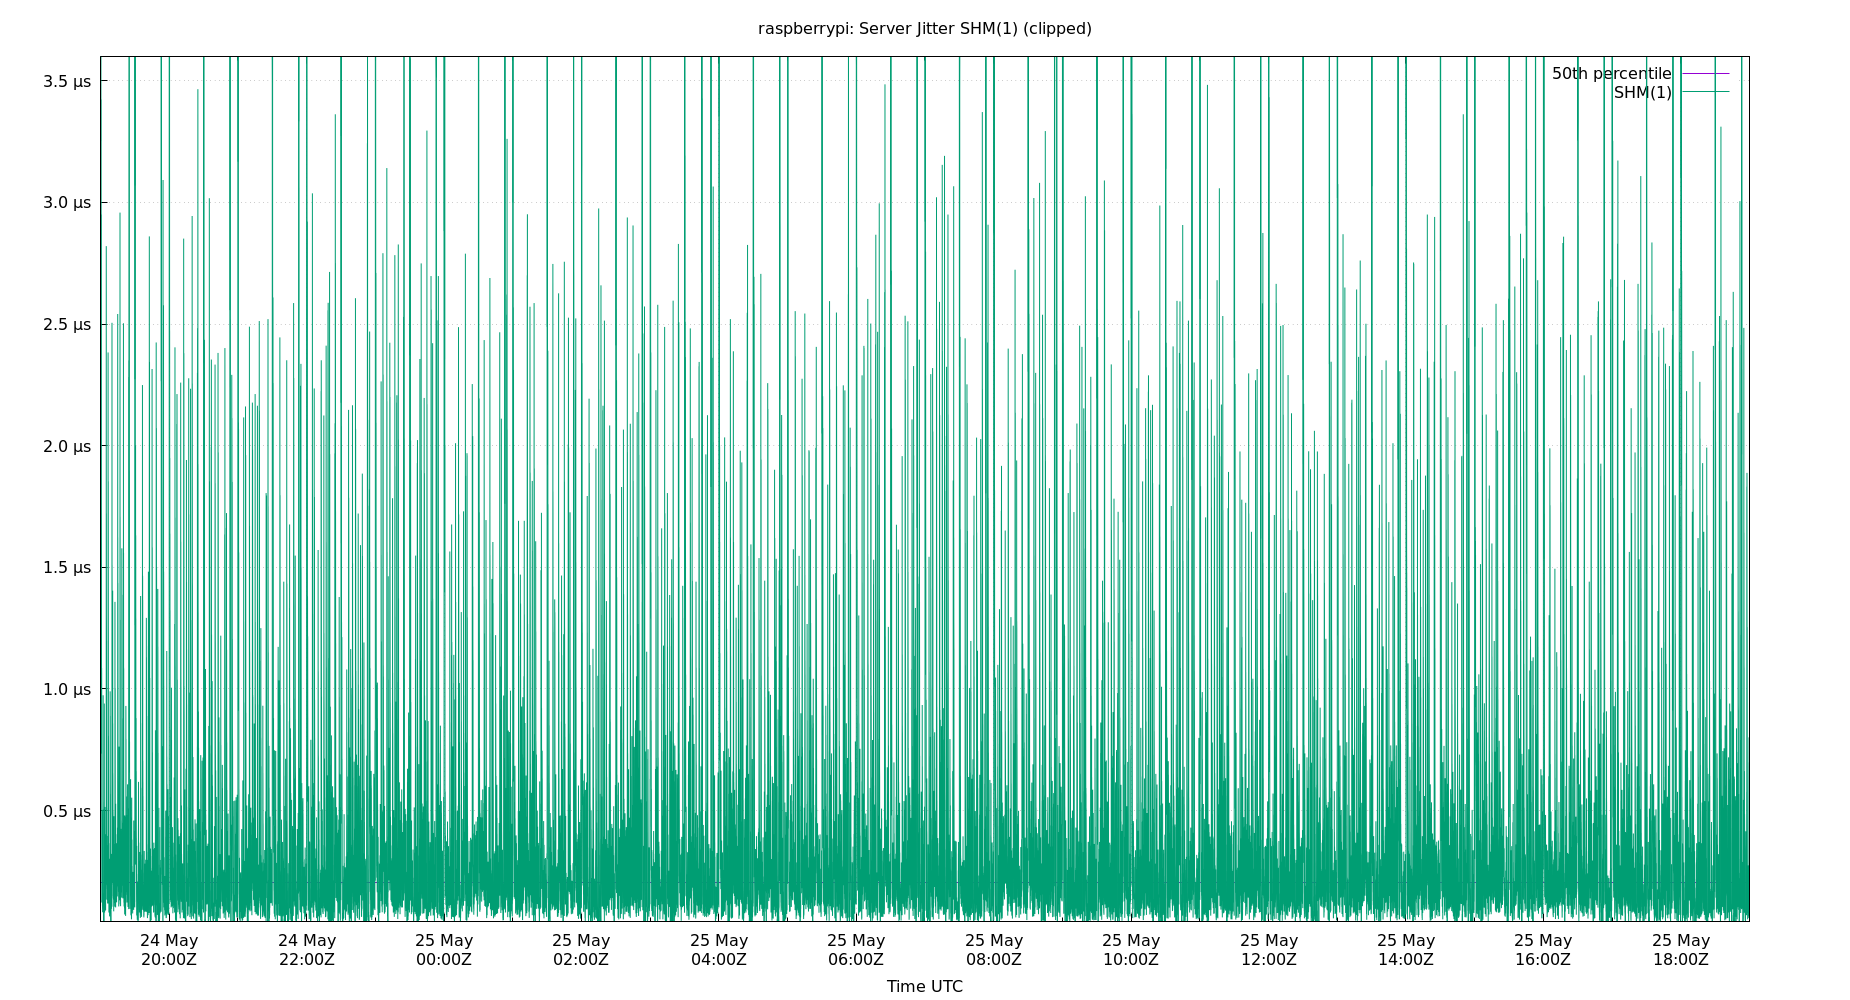 raspberrypi: Server Jitter SHM(1) (clipped)
50th percentile
SHM(1)
3.5 μs
3.0 μs
2.5 μs
2.0 μs
1.5 μs
1.0 μs
0.5 μs
24 May 24 May 25 May 25 May 25 May 25 May 25 May 25 May 25 May 25 May 25 May 25 May
20:00Z 22:00Z 00:00Z 02:00Z 04:00Z 06:00Z 08:00Z 10:00Z 12:00Z 14:00Z 16:00Z 18:00Z
Time UTC